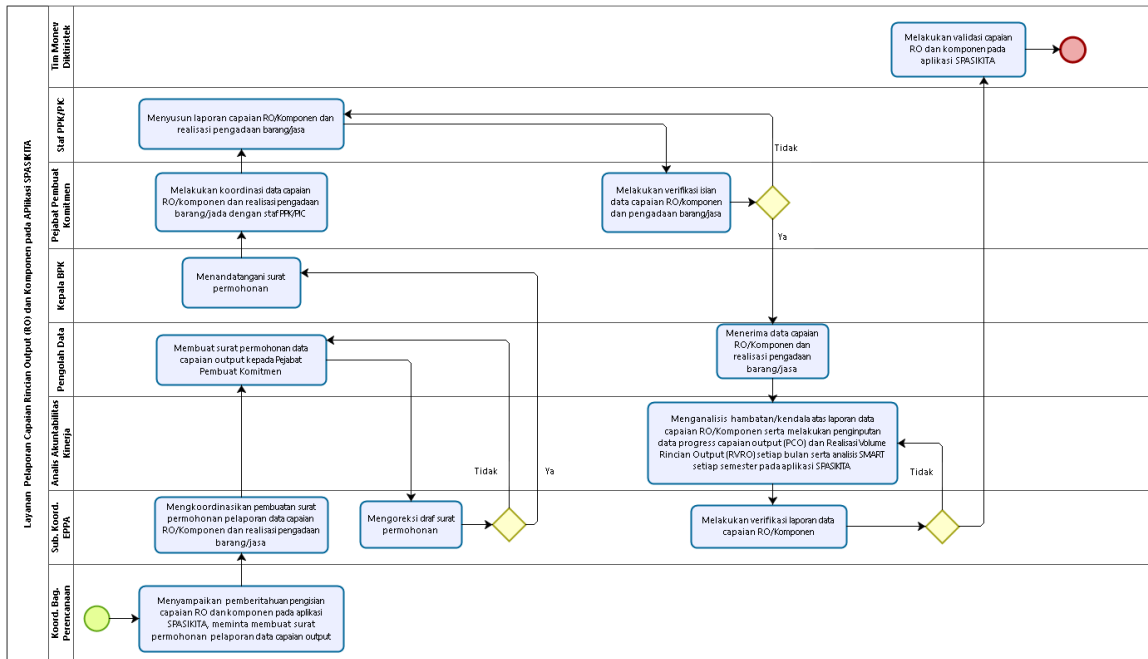 Layanan Pelaporan Capaian Rincian Output (RO) dan Komponen pada APlikasi SPASIKITA
Tim Monev
Diktiristek
Melakukan validasi capaian
RO dan komponen pada
aplikasi SPASIKITA
Staf PPK/PIC
Menyusun laporan capaian RO/Komponen dan
realisasi pengadaan barang/jasa
Tidak
Pejabat Pembuat
Komitmen
Melakukan koordinasi data capaian
RO/komponen dan realisasi pengadaan
barang/jada dengan staf PPK/PIC
Melakukan verifikasi isian
data capaian RO/komponen
dan pengadaan barang/jasa
Ya
Kepala BPK
Menandatangani surat
permohonan
Pengolah Data
Membuat surat permohonan data
capaian output kepada Pejabat
Pembuat Komitmen
Menerima data capaian
RO/Komponen dan
realisasi pengadaan
barang/jasa
Analis Akuntabilitas
Kinerja
Tidak
Ya
Menganalisis hambatan/kendala atas laporan data
capaian RO/Komponen serta melakukan penginputan
data progress capaian output (PCO) dan Realisasi Volume
Rincian Output (RVRO) setiap bulan serta analisis SMART
setiap semester pada aplikasi SPASIKITA
Tidak
Sub. Koord.
EPPPA
Mengkoordinasikan pembuatan surat
permohonan pelaporan data capaian
RO/Komponen dan realisasi pengadaan
barang/jasa
Mengoreksi draf surat
permohonan
Melakukan verifikasi laporan data
capaian RO/Komponen
Koord. Bag.
Perencanaan
Menyampaikan pemberitahuan pengisian
capaian RO dan komponen pada aplikasi
SPASIKITA, meminta membuat surat
permohonan pelaporan data capaian output